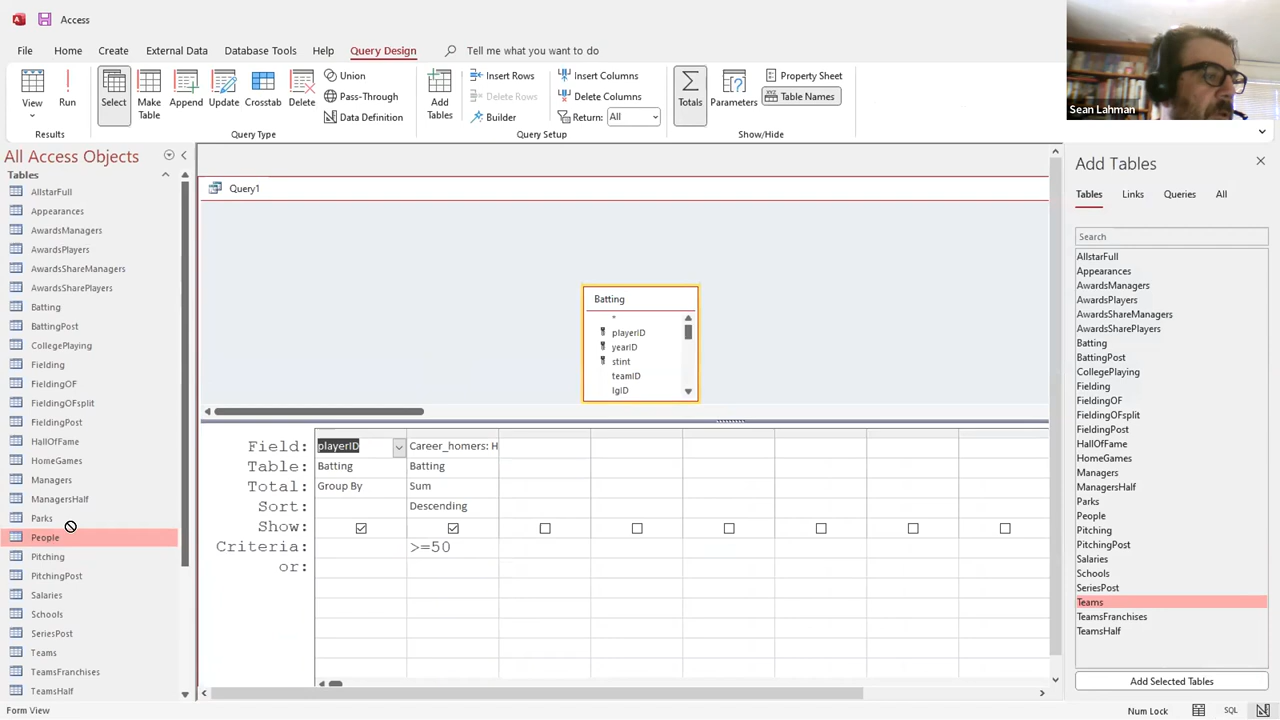 Access
File Home Create External Data Database Tools Help Query Design Tell me what you want to do
View Run Select Make Table Append Update Crosstab Delete Union Pass-Through Data Definition Add Tables Insert Rows Delete Rows Builder Insert Columns Delete Columns Return: All Totals Parameters Property Sheet Table Names
Results Query Type Query Setup Show/Hide
Sean Lahman
All Access Objects
Tables
AllstarFull
Appearances
AwardsManagers
AwardsPlayers
AwardsShareManagers
AwardsSharePlayers
Batting
BattingPost
CollegePlaying
Fielding
FieldingOF
FieldingOFsplit
FieldingPost
HallOfFame
HomeGames
Managers
ManagersHalf
Parks
People
Pitching
PitchingPost
Salaries
Schools
SeriesPost
Teams
TeamsFranchises
TeamsHalf
Query1
Batting
*
playerID
yearID
stint
teamID
lgID
Field: playerID Career_homers: H
Table: Batting Batting
Total: Group By Sum
Sort: Descending
Show:
Criteria: >=50
or:
Add Tables
Tables Links Queries All
Search
AllstarFull
Appearances
AwardsManagers
AwardsPlayers
AwardsShareManagers
AwardsSharePlayers
Batting
BattingPost
CollegePlaying
Fielding
FieldingOF
FieldingOFsplit
FieldingPost
HallOfFame
HomeGames
Managers
ManagersHalf
Parks
People
Pitching
PitchingPost
Salaries
Schools
SeriesPost
Teams
TeamsFranchises
TeamsHalf
Add Selected Tables
Form View Num Lock SQL